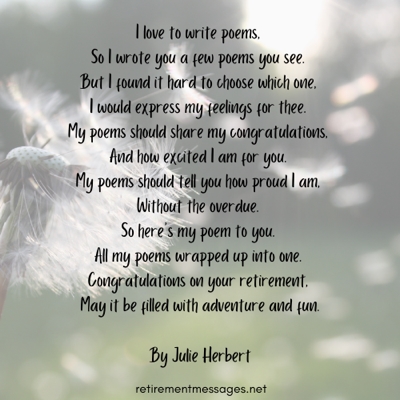 I love to write poems,
So I wrote you a few poems you see.
But I found it hard to choose which one,
I would express my feelings for thee.
My poems should share my congratulations,
And how excited I am for you.
My poems should tell you how proud I am,
Without the overdue.
So here's my poem to you.
All my poems wrapped up into one.
Congratulations on your retirement,
May it be filled with adventure and fun.
By Julie Herbert
retirementmessages.net